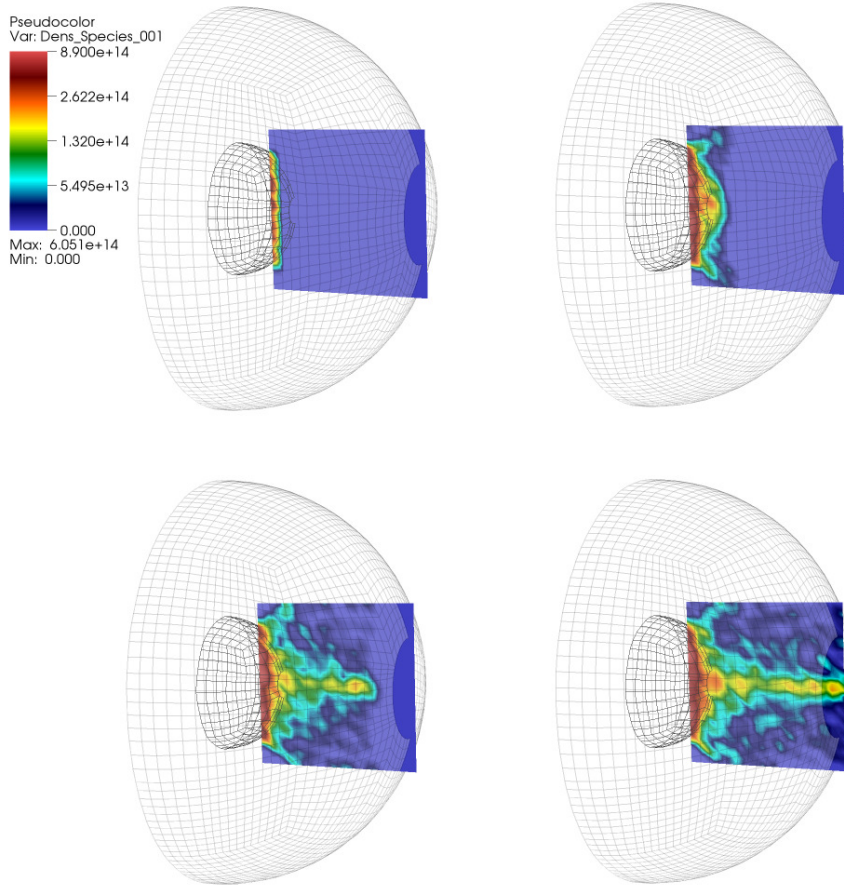 Pseudocolor
Var: Dens_Species_001
8.900e+14
2.622e+14
1.320e+14
5.495e+13
0.000
Max: 6.051e+14
Min: 0.000